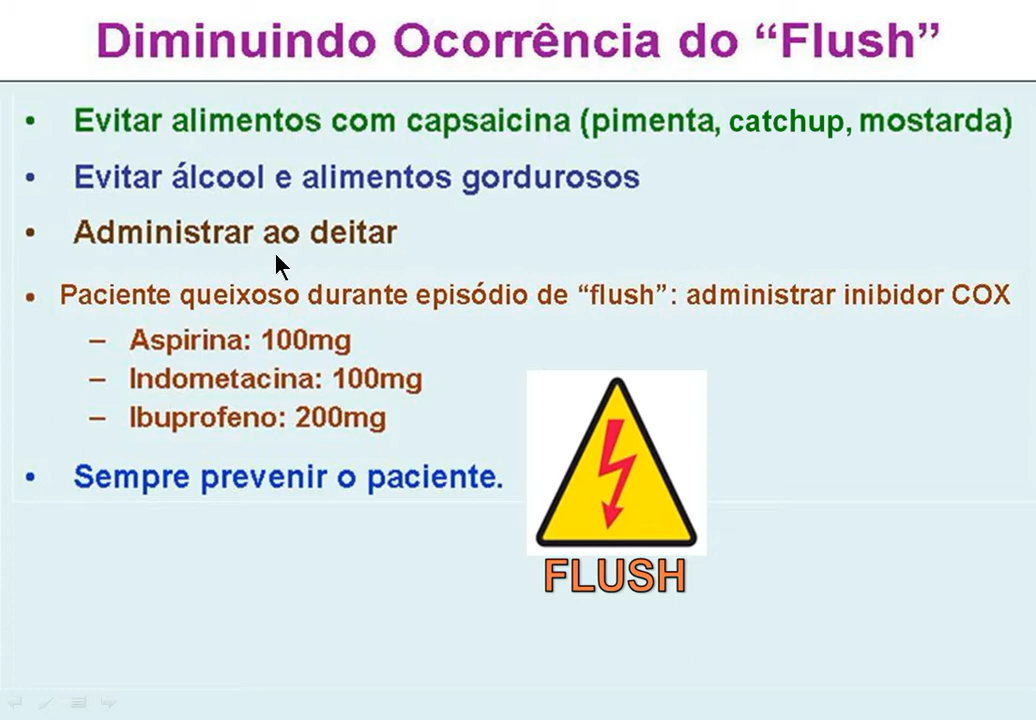 Diminuindo Ocorrência do “Flush”
• Evitar alimentos com capsaicina (pimenta, catchup, mostarda)
• Evitar álcool e alimentos gordurosos
• Administrar ao deitar
• Paciente queixoso durante episódio de “flush”: administrar inibidor COX
– Aspirina: 100mg
– Indometacina: 100mg
– Ibuprofeno: 200mg
• Sempre prevenir o paciente.
FLUSH